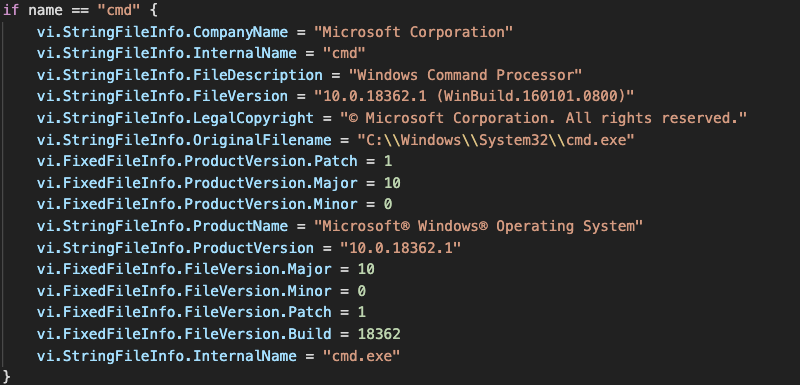 if name == "cmd" {
vi.StringFileInfo.CompanyName = "Microsoft Corporation"
vi.StringFileInfo.InternalName = "cmd"
vi.StringFileInfo.FileDescription = "Windows Command Processor"
vi.StringFileInfo.FileVersion = "10.0.18362.1 (WinBuild.160101.0800)"
vi.StringFileInfo.LegalCopyright = "© Microsoft Corporation. All rights reserved."
vi.StringFileInfo.OriginalFilename = "C:\\Windows\\System32\\cmd.exe"
vi.FixedFileInfo.ProductVersion.Patch = 1
vi.FixedFileInfo.ProductVersion.Major = 10
vi.FixedFileInfo.ProductVersion.Minor = 0
vi.StringFileInfo.ProductName = "Microsoft® Windows® Operating System"
vi.StringFileInfo.ProductVersion = "10.0.18362.1"
vi.FixedFileInfo.FileVersion.Major = 10
vi.FixedFileInfo.FileVersion.Minor = 0
vi.FixedFileInfo.FileVersion.Patch = 1
vi.FixedFileInfo.FileVersion.Build = 18362
vi.StringFileInfo.InternalName = "cmd.exe"
}